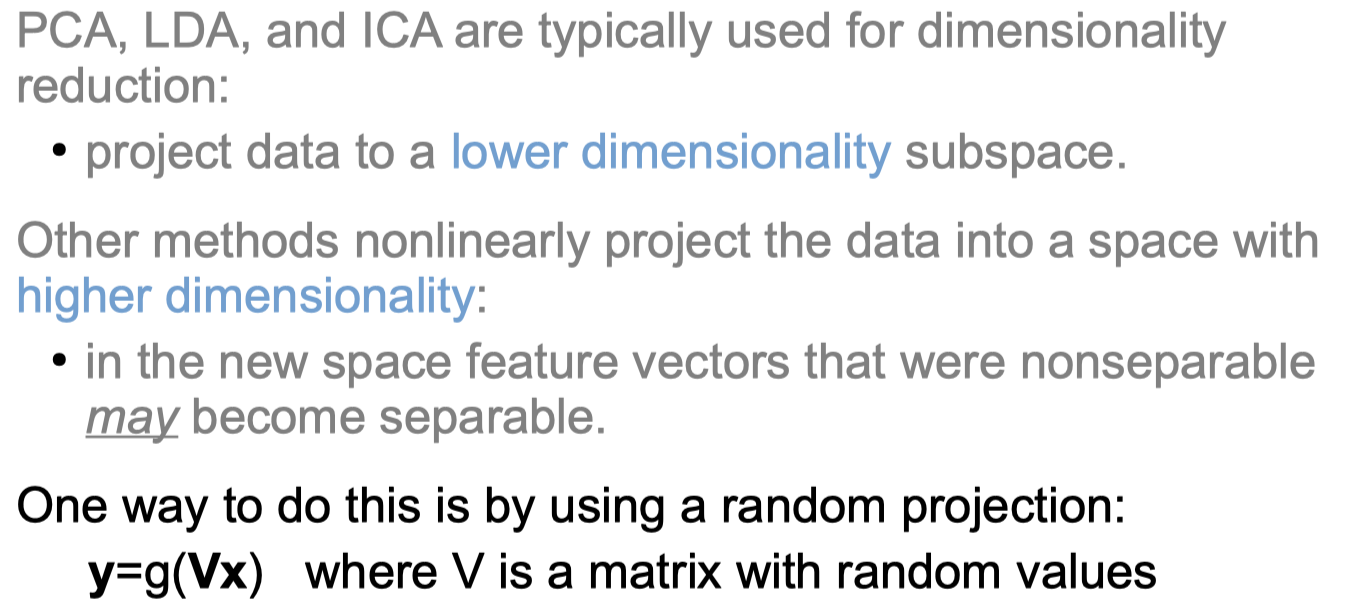 PCA, LDA, and ICA are typically used for dimensionality
reduction:
• project data to a lower dimensionality subspace.
Other methods nonlinearly project the data into a space with
higher dimensionality:
• in the new space feature vectors that were nonseparable
may become separable.
One way to do this is by using a random projection:
y=g(Vx) where V is a matrix with random values